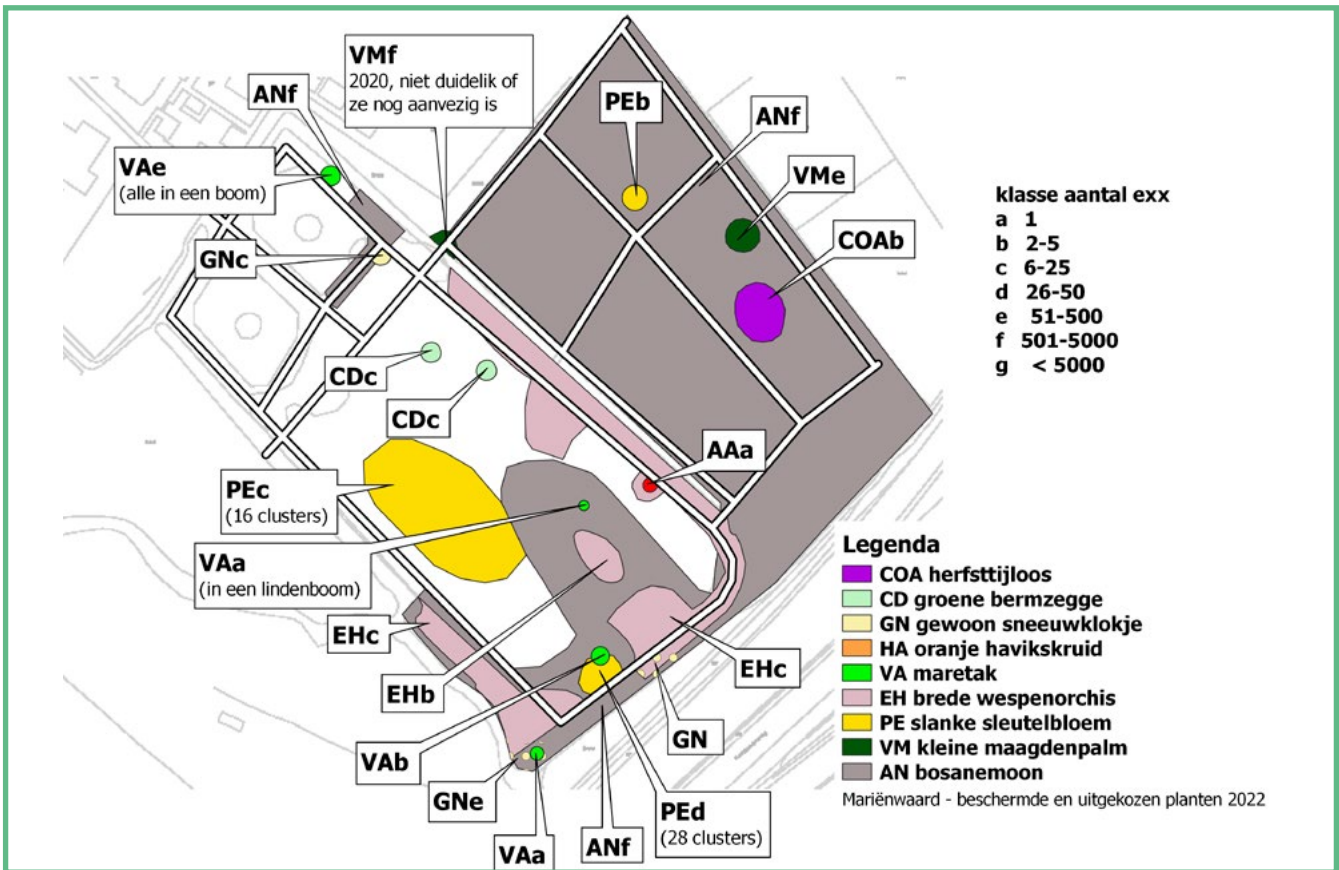 VMf
2020, niet duidelik of
ze nog aanvezig is
ANf
PEb
ANf
VAe
(alle in een boom)
VMe
GNc
COAb
klasse aantal exx
a 1
b 2-5
c 6-25
d 26-50
e 51-500
f 501-5000
g < 5000
CDc
CDc
AAa
PEc
(16 clusters)
VAa
(in een lindenboom)
EHc
EHb
EHc
VAb
GN
GNe
PEd
(28 clusters)
VAa
ANf
Legenda
COA herfsttijloos
CD groene bermzegge
GN gewoon sneeuwklokje
HA oranje havikskruid
VA maretak
EH brede wespenorchis
PE slanke sleutelbloem
VM kleine maagdenpalm
AN bosanemoon
Mariënwaard - beschermde en uitgekozen planten 2022